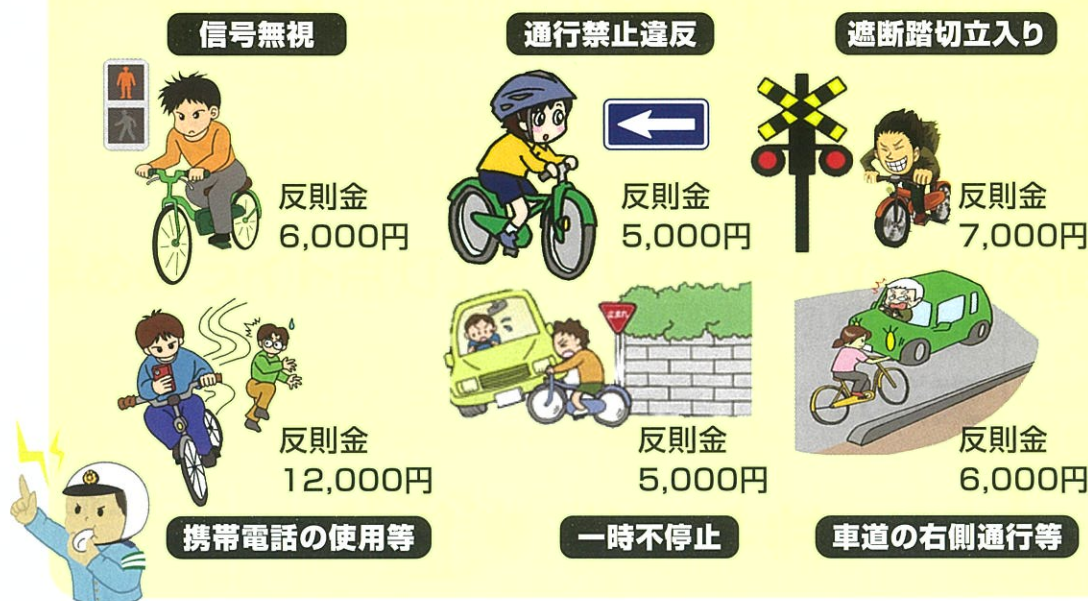 信号無視
通行禁止違反
遮断踏切立入り
反則金
6,000円
反則金
5,000円
反則金
7,000円
止まれ
反則金
12,000円
反則金
5,000円
反則金
6,000円
携帯電話の使用等
一時不停止
車道の右側通行等